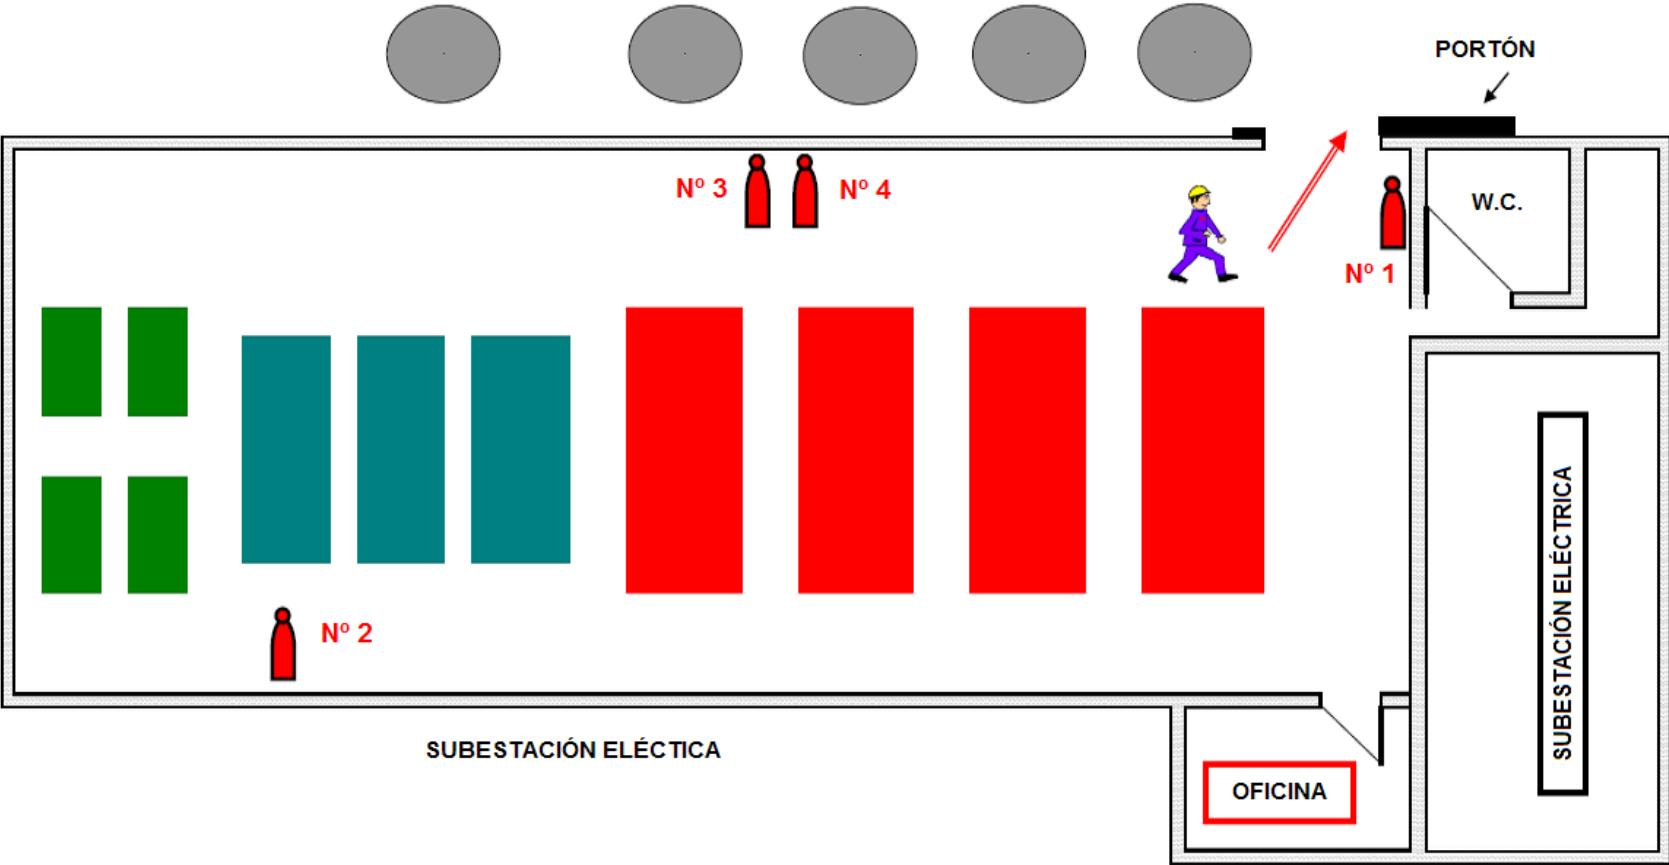 PORTÓN
Nº 3
Nº 4
W.C.
Nº 1
Nº 2
SUBESTACIÓN ELÉCTRICA
SUBESTACIÓN ELÉCTICA
OFICINA